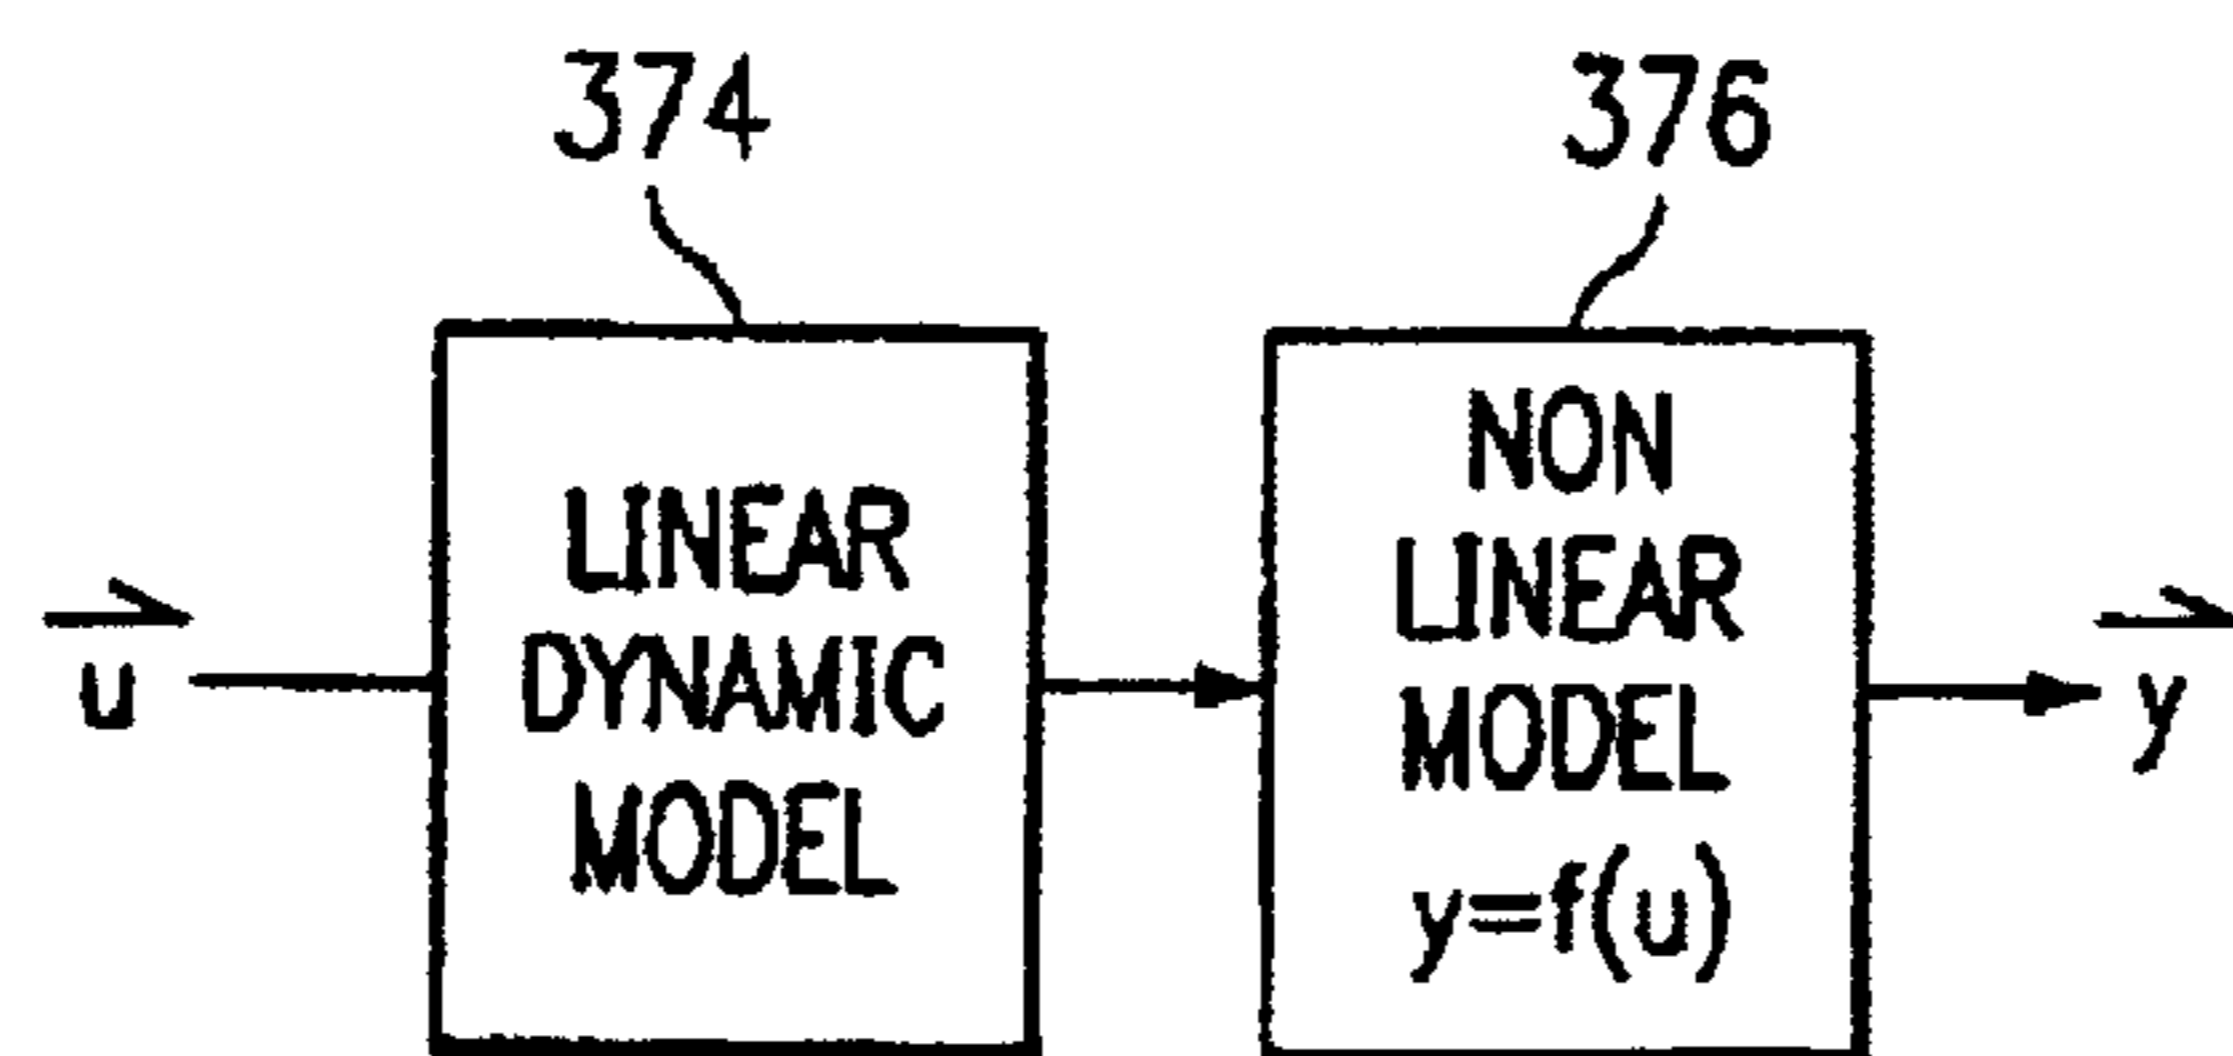 374
376
LINEAR
DYNAMIC
MODEL
NON
LINEAR
MODEL
y=f(u)
u
y